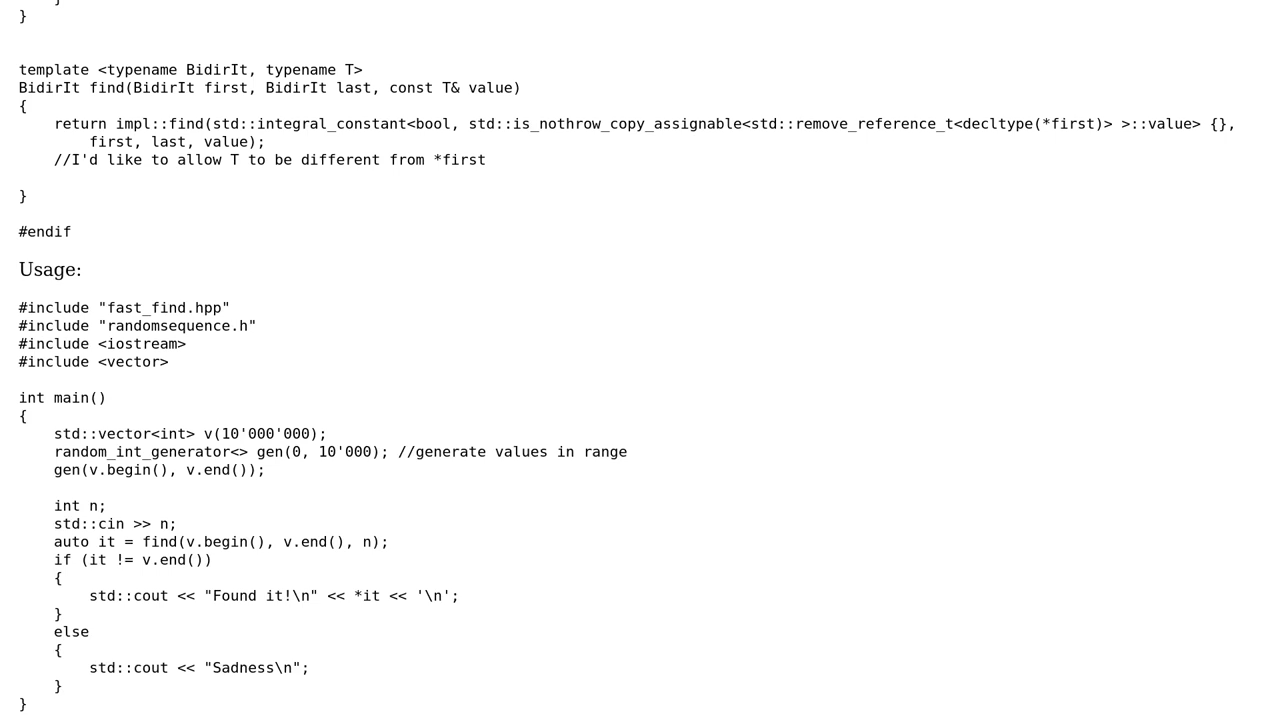 }
template <typename BidirIt, typename T>
BidirIt find(BidirIt first, BidirIt last, const T& value)
{
    return impl::find(std::integral_constant<bool, std::is_nothrow_copy_assignable<std::remove_reference_t<decltype(*first)> >::value> {},
        first, last, value);
    //I'd like to allow T to be different from *first
}
#endif
Usage:
#include "fast_find.hpp"
#include "randomsequence.h"
#include <iostream>
#include <vector>
int main()
{
    std::vector<int> v(10'000'000);
    random_int_generator<> gen(0, 10'000); //generate values in range
    gen(v.begin(), v.end());
    int n;
    std::cin >> n;
    auto it = find(v.begin(), v.end(), n);
    if (it != v.end())
    {
        std::cout << "Found it!\n" << *it << '\n';
    }
    else
    {
        std::cout << "Sadness\n";
    }
}